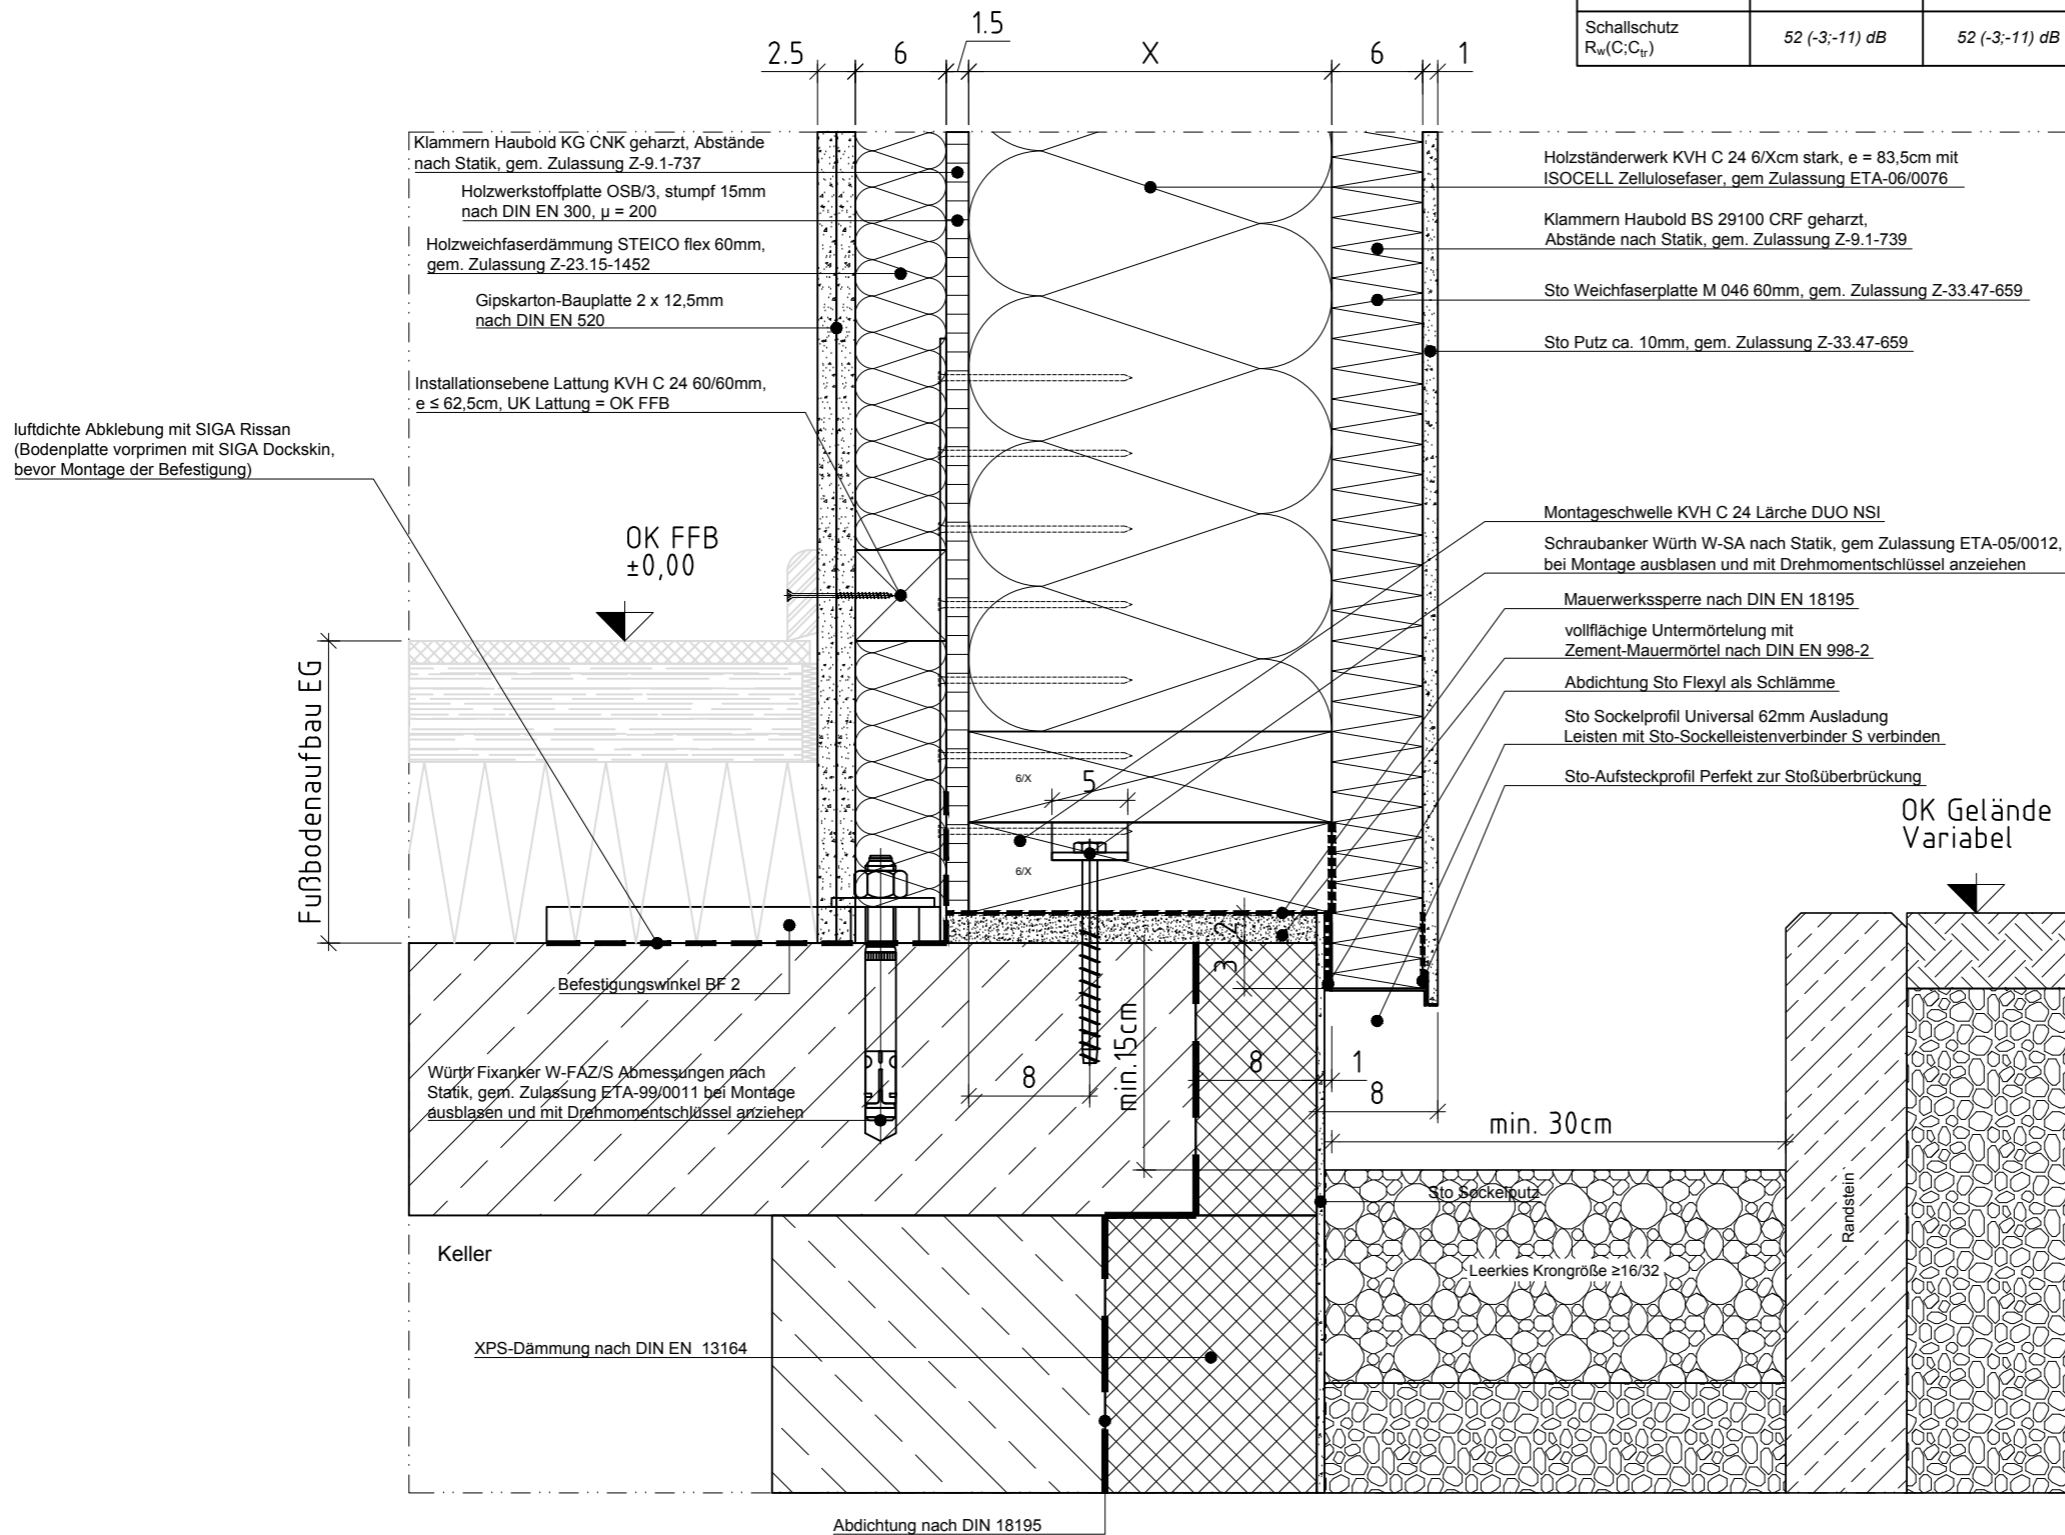 Schallschutz
Rw(C;Ctr)
52 (-3;-11) dB
52 (-3;-11) dB
2.5
6
1.5
X
6
1
Klammern Haubold KG CNK geharzt, Abstände
nach Statik, gem. Zulassung Z-9.1-737
Holzwerkstoffplatte OSB/3, stumpf 15mm
nach DIN EN 300, µ = 200
Holzweichfaserdämmung STEICO flex 60mm,
gem. Zulassung Z-23.15-1452
Gipskarton-Bauplatte 2 x 12,5mm
nach DIN EN 520
Installationsebene Lattung KVH C 24 60/60mm,
e ≤ 62,5cm, UK Lattung = OK FFB
luftdichte Abklebung mit SIGA Rissan
(Bodenplatte vorprimen mit SIGA Dockskin,
bevor Montage der Befestigung)
OK FFB
±0,00
Fußbodenaufbau EG
Holzständerwerk KVH C 24 6/Xcm stark, e = 83,5cm mit
ISOCELL Zellulosefaser, gem Zulassung ETA-06/0076
Klammern Haubold BS 29100 CRF geharzt,
Abstände nach Statik, gem. Zulassung Z-9.1-739
Sto Weichfaserplatte M 046 60mm, gem. Zulassung Z-33.47-659
Sto Putz ca. 10mm, gem. Zulassung Z-33.47-659
Montageschwelle KVH C 24 Lärche DUO NSI
Schraubanker Würth W-SA nach Statik, gem Zulassung ETA-05/0012,
bei Montage ausblasen und mit Drehmomentschlüssel anzeiehen
Mauerwerkssperre nach DIN EN 18195
vollflächige Untermörtelung mit
Zement-Mauermörtel nach DIN EN 998-2
Abdichtung Sto Flexyl als Schlämme
Sto Sockelprofil Universal 62mm Ausladung
Leisten mit Sto-Sockelleistenverbinder S verbinden
Sto-Aufsteckprofil Perfekt zur Stoßüberbrückung
OK Gelände
Variabel
6/X
5
6/X
2
3
Befestigungswinkel BF 2
Würth Fixanker W-FAZ/S Abmessungen nach
Statik, gem. Zulassung ETA-99/0011 bei Montage
ausblasen und mit Drehmomentschlüssel anziehen
8
min. 15cm
8
1
8
min. 30cm
Sto Sockelputz
Randstein
Leerkies Krongröße ≥16/32
Keller
XPS-Dämmung nach DIN EN 13164
Abdichtung nach DIN 18195